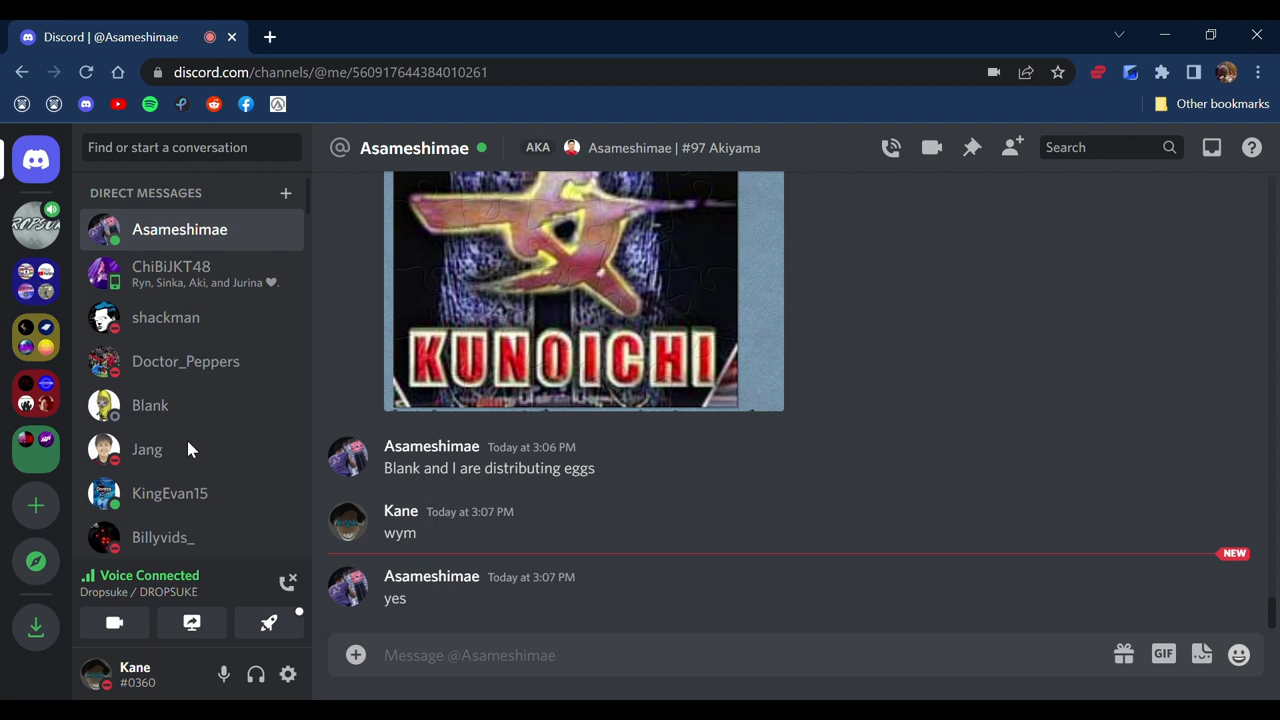 Discord | @Asameshimae
discord.com/channels/@me/560917644384010261
Other bookmarks
Find or start a conversation
Asameshimae
AKA
Asameshimae | #97 Akiyama
Search
DIRECT MESSAGES
Asameshimae
ChiBiJKT48
Ryn, Sinka, Aki, and Jurina
shackman
Doctor_Peppers
Blank
Jang
KingEvan15
Billyvids_
Voice Connected
Dropsuke / DROPSUKE
Kane
#0360
KUNOICHI
Asameshimae Today at 3:06 PM
Blank and I are distributing eggs
Kane Today at 3:07 PM
wym
NEW
Asameshimae Today at 3:07 PM
yes
Message @Asameshimae
GIF